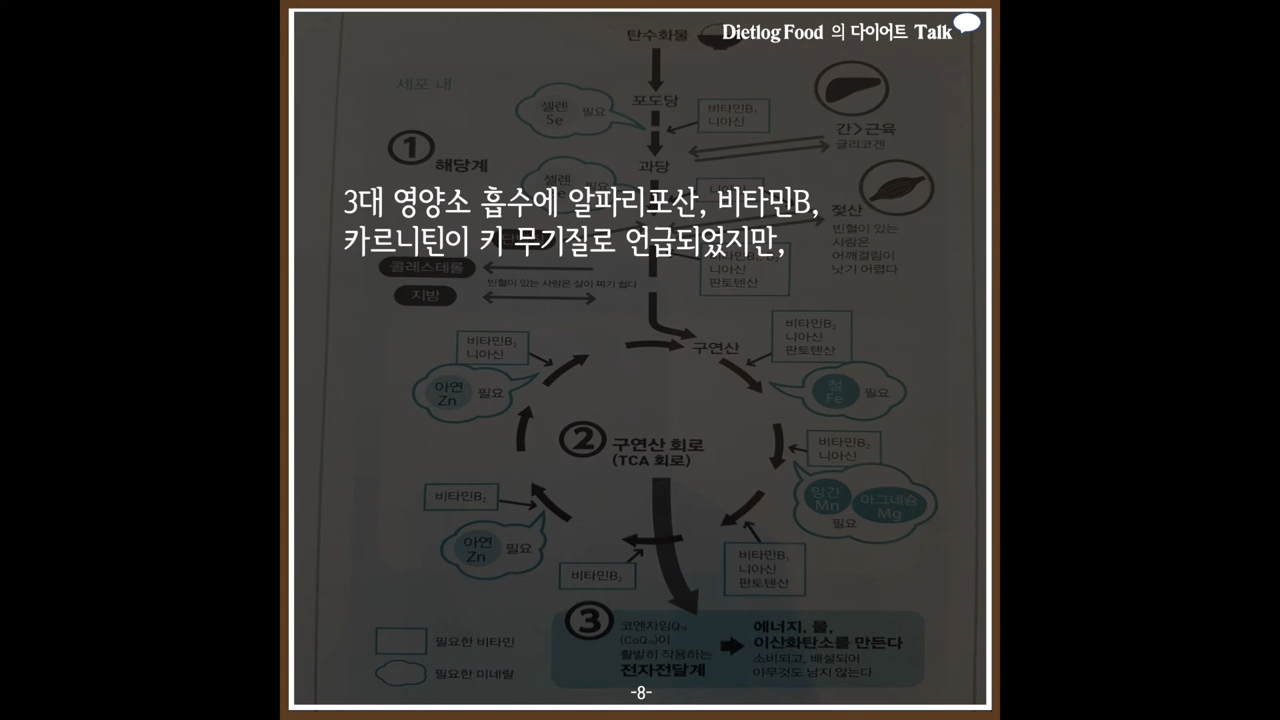 Dietlog Food 의 다이어트 Talk
탄수화물
세포 내
포도당
셀렌
Se
필요
비타민B₁
니아신
간>근육
글리코겐
①
해당계
과당
셀렌
필요
니아신
3대 영양소 흡수에 알파리포산, 비타민B,
카르니틴이 키 무기질로 언급되었지만,
젖산
빈혈이 있는
사람은
어깨결림이
낫기 어렵다
콜레스테롤
빈혈이 있는 사람은 살이 찌기 쉽다
지방
니아신
판토텐산
구연산
비타민B₂
니아신
판토텐산
철
Fe
필요
비타민B₂
니아신
아연
Zn
필요
②
구연산 회로
(TCA 회로)
비타민B₂
니아신
망간
Mn
마그네슘
Mg
필요
비타민B₂
아연
Zn
필요
비타민B₂
비타민B₁
니아신
판토텐산
③
코엔자임Q₁₀
(CoQ₁₀)이
활발히 작용하는
전자전달계
에너지, 물,
이산화탄소를 만든다
소비되고, 배설되어
아무것도 남지 않는다
필요한 비타민
필요한 미네랄
-8-